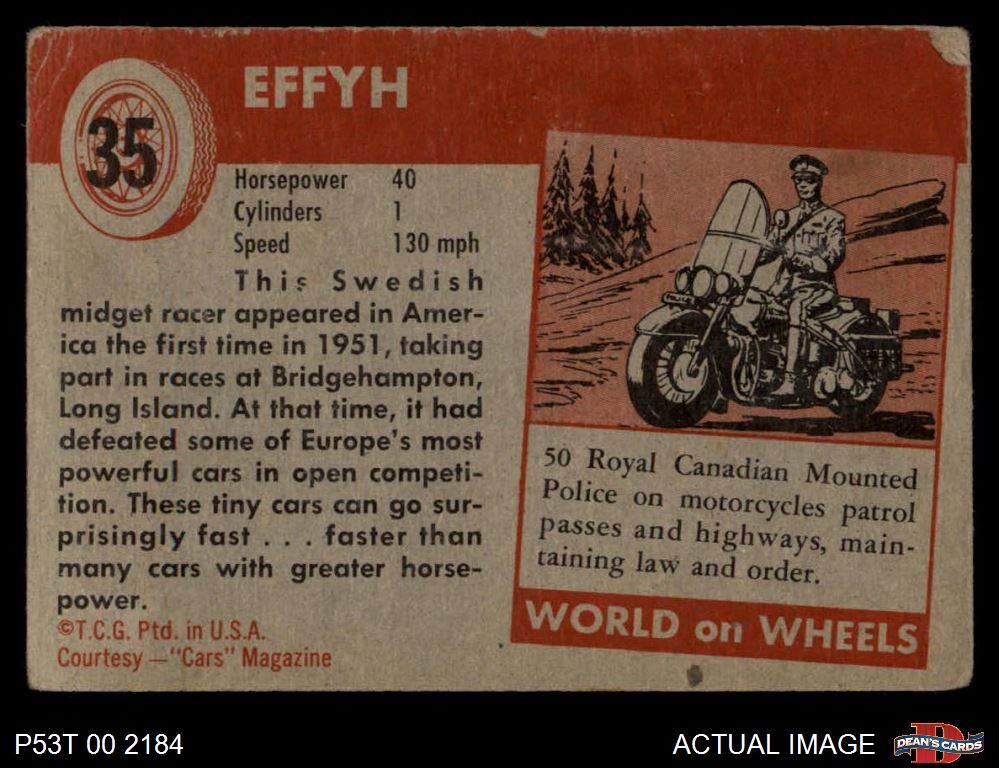 35
EFFYH
Horsepower 40
Cylinders 1
Speed 130 mph
This Swedish
midget racer appeared in Amer-
ica the first time in 1951, taking
part in races at Bridgehampton,
Long Island. At that time, it had
defeated some of Europe's most
powerful cars in open competi-
tion. These tiny cars can go sur-
prisingly fast . . . faster than
many cars with greater horse-
power.
©T.C.G. Ptd. in U.S.A.
Courtesy —"Cars" Magazine
POLICE
50 Royal Canadian Mounted
Police on motorcycles patrol
passes and highways, main-
taining law and order.
WORLD on WHEELS
P53T 00 2184
ACTUAL IMAGE
D
DEAN'S CARDS